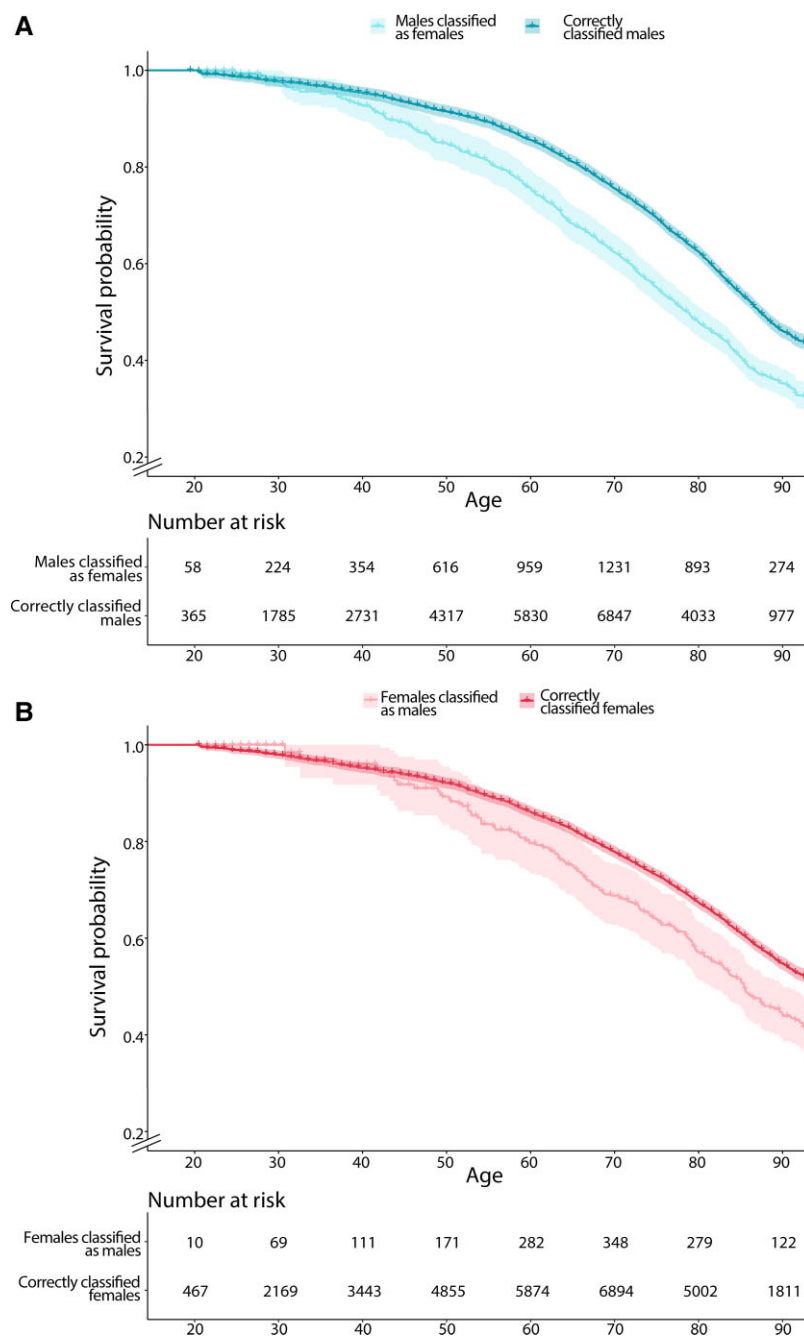 A
Males classified
as females
Correctly
classified males
1.0
0.8
0.6
0.4
0.2
Survival probability
20 30 40 50 60 70 80 90
Age
Number at risk
Males classified
as females
58 224 354 616 959 1231 893 274
Correctly classified
males
365 1785 2731 4317 5830 6847 4033 977
20 30 40 50 60 70 80 90
B
Females classified
as males
Correctly
classified females
1.0
0.8
0.6
0.4
0.2
Survival probability
20 30 40 50 60 70 80 90
Age
Number at risk
Females classified
as males
10 69 111 171 282 348 279 122
Correctly classified
females
467 2169 3443 4855 5874 6894 5002 1811
20 30 40 50 60 70 80 90